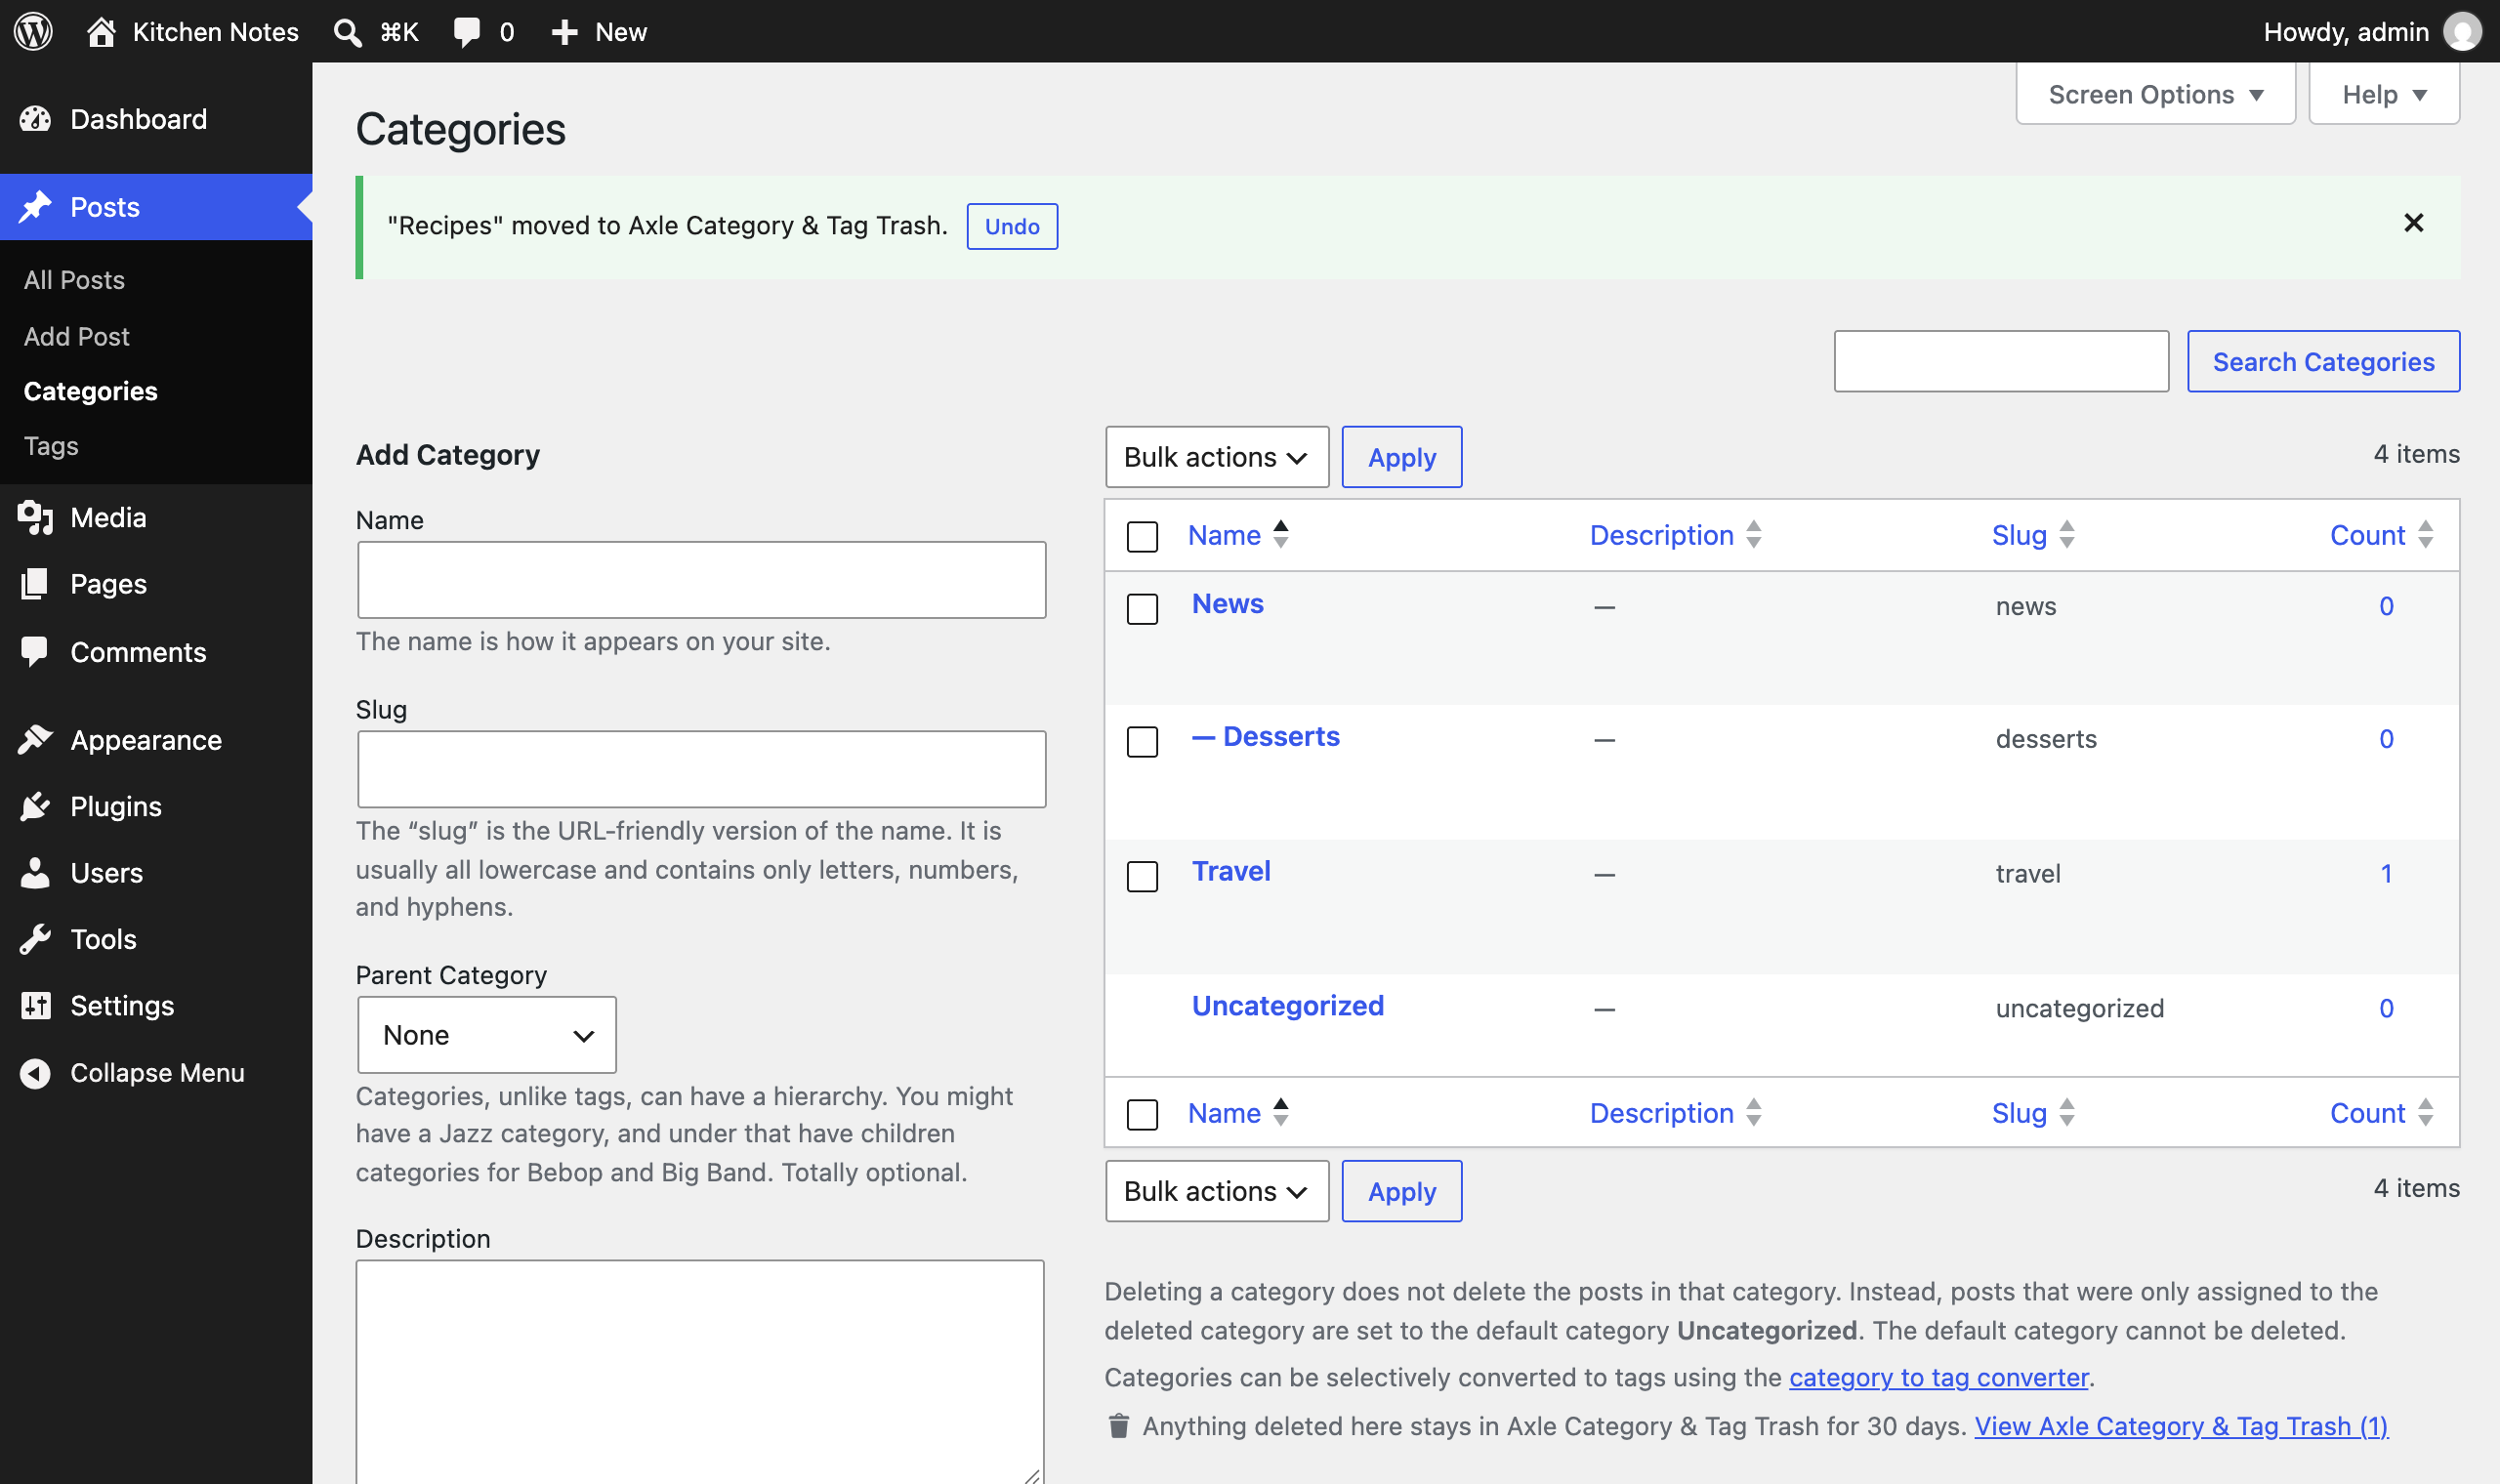 Kitchen Notes
⌘K
0
New
Howdy, admin
Dashboard
Posts
All Posts
Add Post
Categories
Tags
Media
Pages
Comments
Appearance
Plugins
Users
Tools
Settings
Collapse Menu
Screen Options
Help
Categories
"Recipes" moved to Axle Category & Tag Trash. Undo
Search Categories
Add Category
Name
The name is how it appears on your site.
Slug
The “slug” is the URL-friendly version of the name. It is
usually all lowercase and contains only letters, numbers,
and hyphens.
Parent Category
None
Categories, unlike tags, can have a hierarchy. You might
have a Jazz category, and under that have children
categories for Bebop and Big Band. Totally optional.
Description
Bulk actions Apply 4 items
Name Description Slug Count
News — news 0
— Desserts — desserts 0
Travel — travel 1
Uncategorized — uncategorized 0
Name Description Slug Count
Bulk actions Apply 4 items
Deleting a category does not delete the posts in that category. Instead, posts that were only assigned to the
deleted category are set to the default category Uncategorized. The default category cannot be deleted.
Categories can be selectively converted to tags using the category to tag converter.
Anything deleted here stays in Axle Category & Tag Trash for 30 days. View Axle Category & Tag Trash (1)